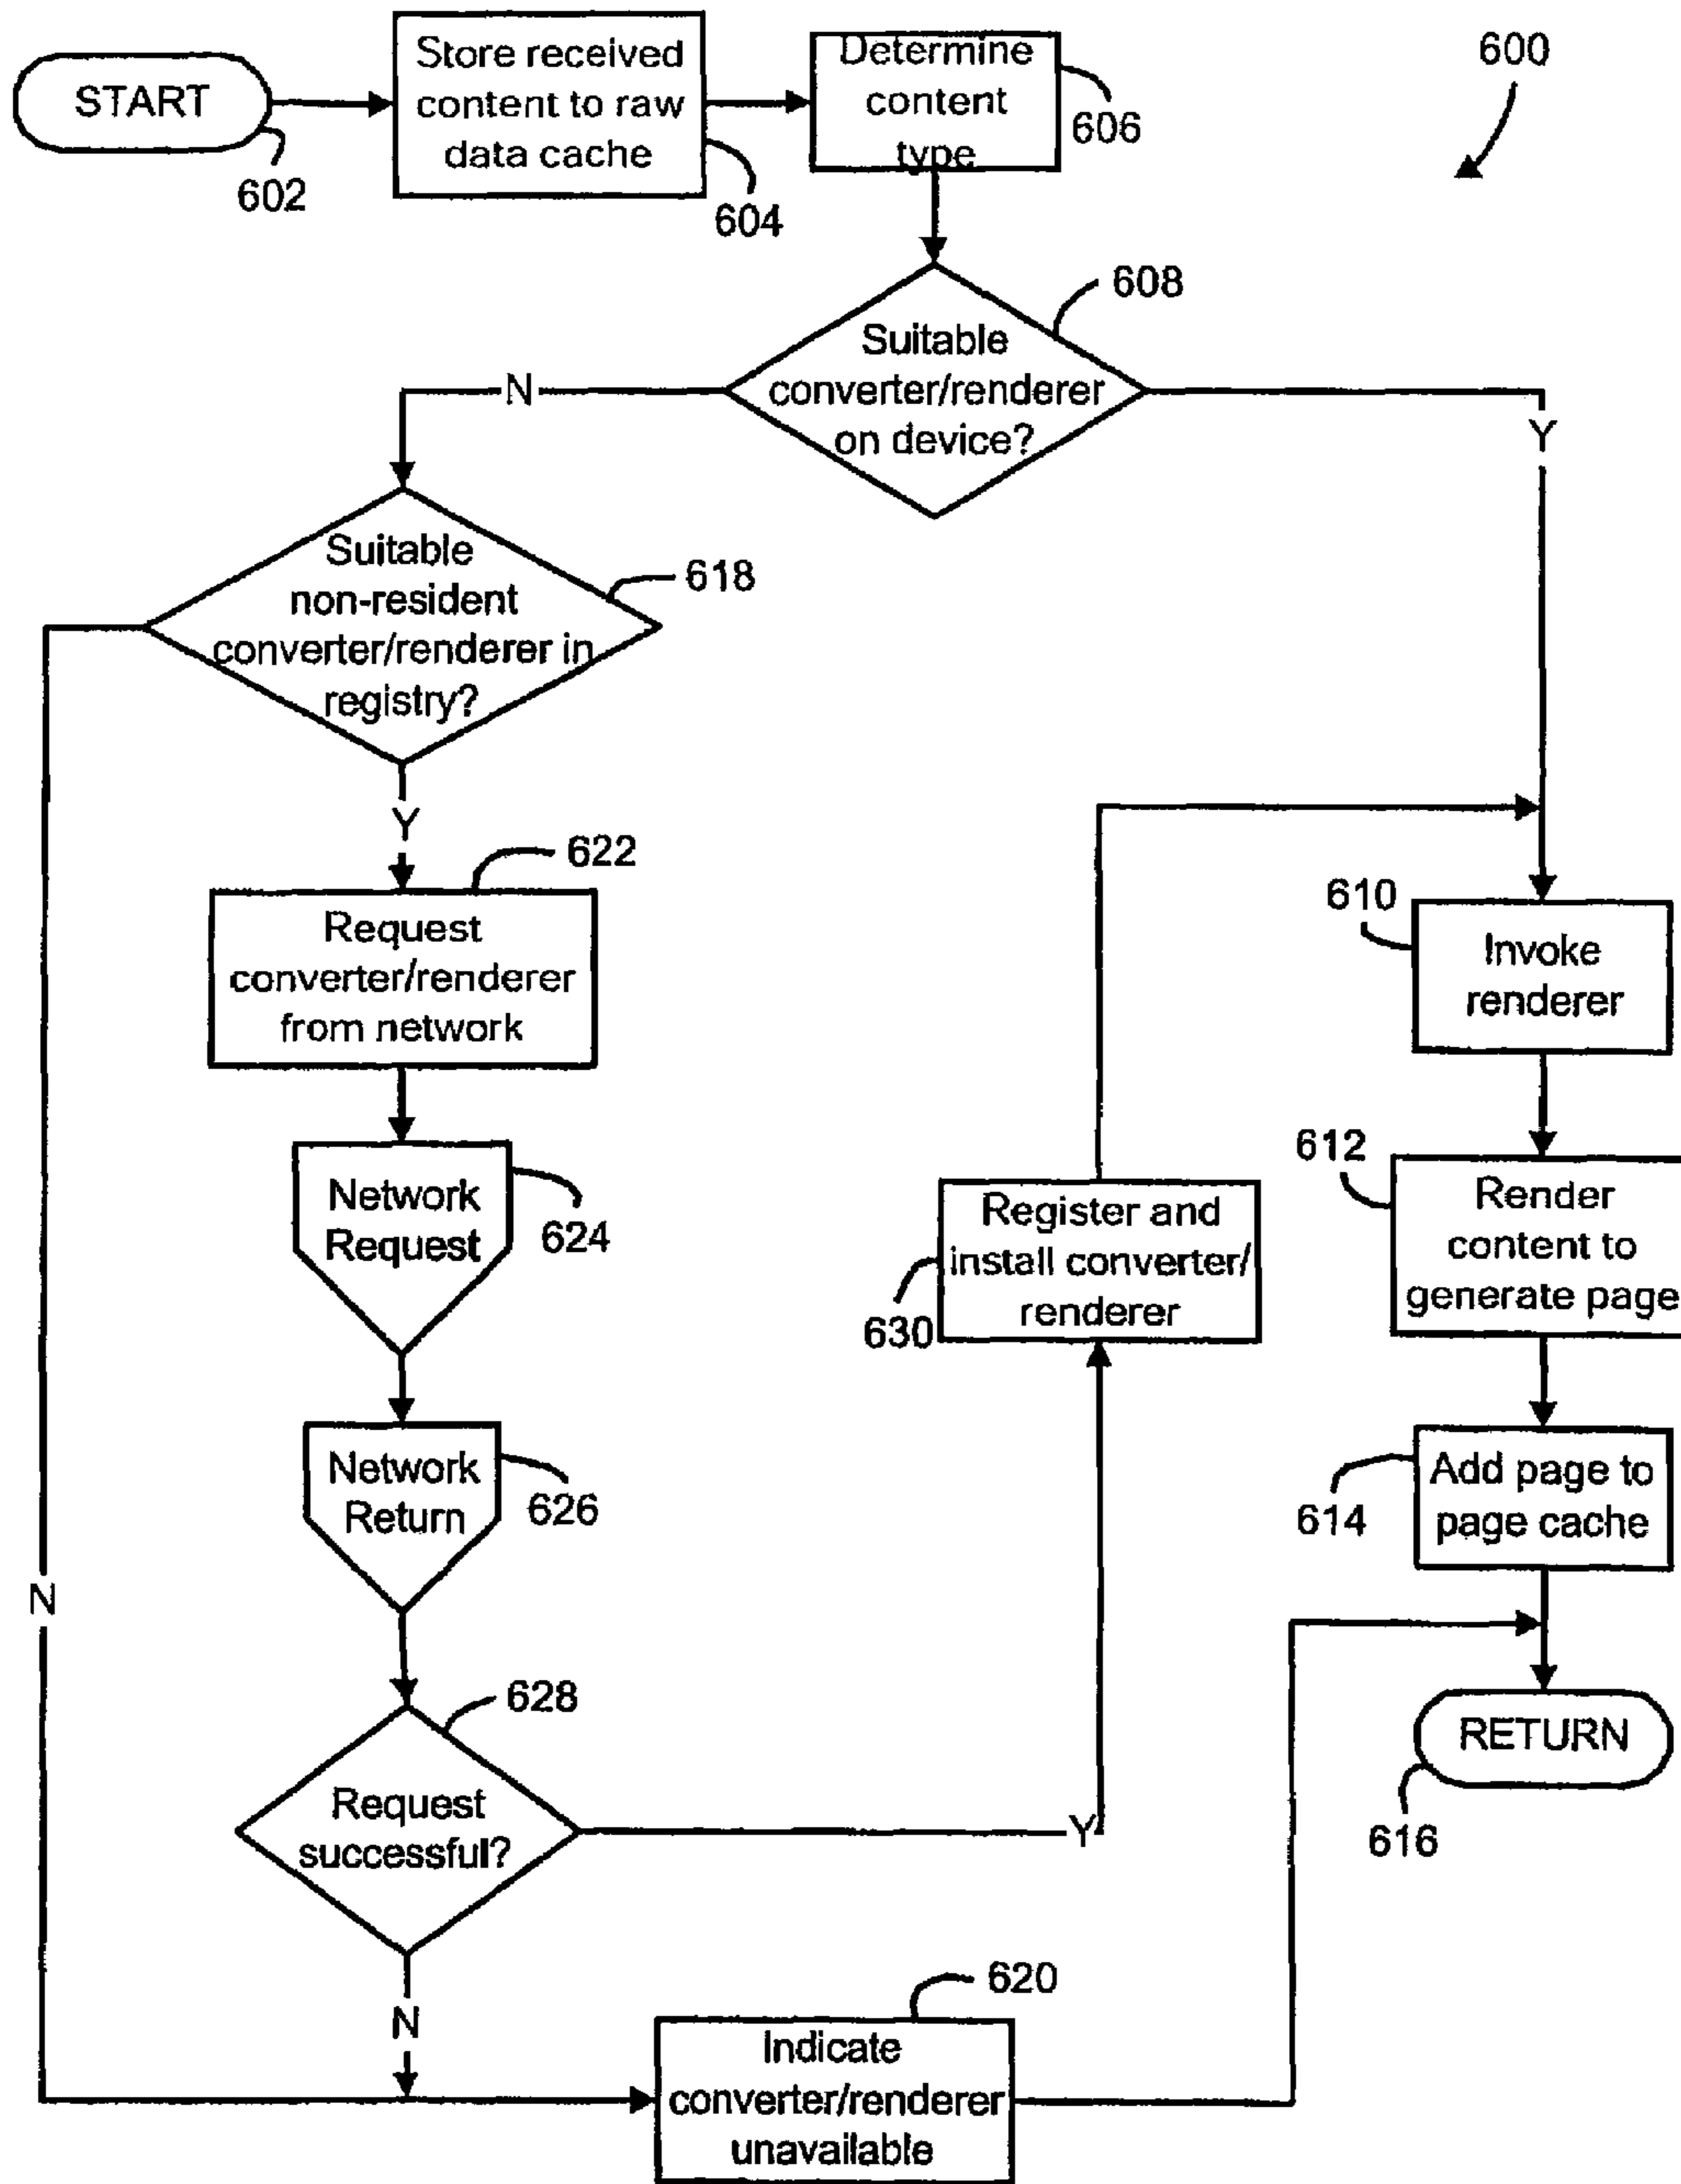 START
602
Store received
content to raw
data cache
604
Determine
content
type
606
600
Suitable
converter/renderer
on device?
608
N
Y
Suitable
non-resident
converter/renderer in
registry?
618
Y
N
Request
converter/renderer
from network
622
Network
Request
624
Network
Return
626
Request
successful?
628
Y
N
Register and
install converter/
renderer
630
Invoke
renderer
610
Render
content to
generate page
612
Add page to
page cache
614
RETURN
616
Indicate
converter/renderer
unavailable
620